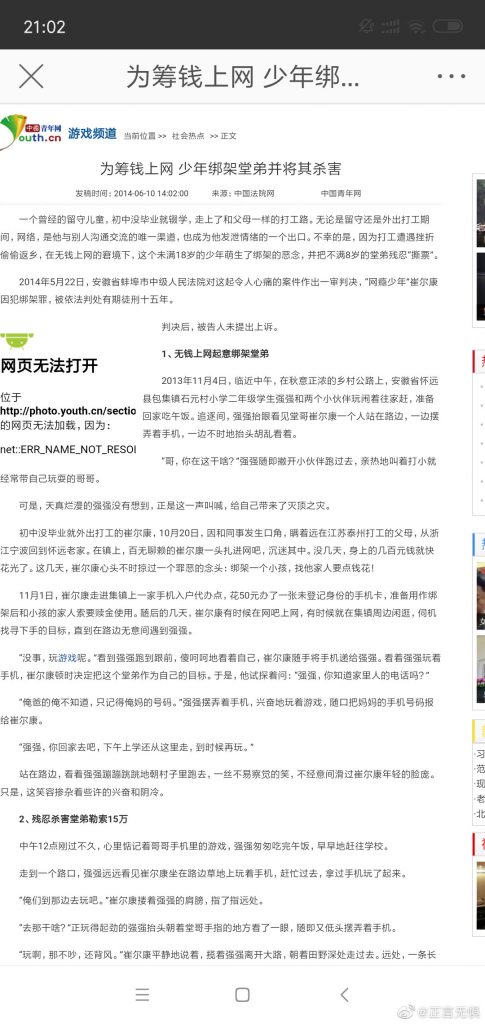 21:02
为筹钱上网 少年绑...
中国青年网
outh.cn
游戏频道 当前位置 >> 社会热点 >> 正文
为筹钱上网 少年绑架堂弟并将其杀害
发稿时间：2014-06-10 14:02:00 来源：中国法院网 中国青年网
一个曾经的留守儿童，初中没毕业就辍学，走上了和父母一样的打工路。无论是留守还是外出打工期
间，网络，是他与别人沟通交流的唯一渠道，也成为他发泄情绪的一个出口。不幸的是，因为打工遭遇挫折
偷偷返乡，在无钱上网的窘境下，这个未满18岁的少年萌生了绑架的恶念，并把不满8岁的堂弟残忍“撕票”。
2014年5月22日，安徽省蚌埠市中级人民法院对这起令人心痛的案件作出一审判决，“网瘾少年”崔尔康
因犯绑架罪，被依法判处有期徒刑十五年。
判决后，被告人未提出上诉。
网页无法打开
位于
http://photo.youth.cn/sectio
的网页无法加载，因为：
net::ERR_NAME_NOT_RESOI
1、无钱上网起意绑架堂弟
2013年11月4日，临近中午，在秋意正浓的乡村公路上，安徽省怀远
县包集镇石元村小学二年级学生强强和两个小伙伴玩闹着往家赶，准备
回家吃午饭。追逐间，强强抬眼看见堂哥崔尔康一个人站在路边，一边摆
弄着手机，一边不时地抬头胡乱看着。
“哥，你在这干啥？”强强随即撇开小伙伴跑过去，亲热地叫着打小就
经常带自己玩耍的哥哥。
可是，天真烂漫的强强没有想到，正是这一声叫喊，给自己带来了灭顶之灾。
初中没毕业就外出打工的崔尔康，10月20日，因和同事发生口角，瞒着远在江苏泰州打工的父母，从浙
江宁波回到怀远老家。在镇上，百无聊赖的崔尔康一头扎进网吧，沉迷其中。没几天，身上的几百元钱就快
花光了。这几天，崔尔康心头不时掠过一个罪恶的念头：绑架一个小孩，找他家人要点钱花！
11月1日，崔尔康走进集镇上一家手机入户代办点，花50元办了一张未登记身份的手机卡，准备用作绑
架后和小孩的家人索要赎金使用。随后的几天，崔尔康有时候在网吧上网，有时候就在集镇周边闲逛，伺机
找寻下手的目标，直到在路边无意间遇到强强。
“没事，玩游戏呢。”看到强强跑到跟前，傻呵呵地看着自己，崔尔康随手将手机递给强强。看着强强玩着
手机，崔尔康顿时决定把这个堂弟作为自己的目标。于是，他试探着问：“强强，你知道家里人的电话吗？”
“俺爸的俺不知道，只记得俺妈的号码。”强强摆弄着手机，兴奋地玩着游戏，随口把妈妈的手机号码报
给崔尔康。
“强强，你回家去吧，下午上学还从这里走，到时候再玩。”
站在路边，看着强强蹦蹦跳跳地朝村子里跑去，一丝不易察觉的笑，不经意间滑过崔尔康年轻的脸庞。
只是，这笑容掺杂着些许的兴奋和阴冷。
2、残忍杀害堂弟勒索15万
中午12点刚过不久，心里惦记着哥哥手机里的游戏，强强匆匆吃完午饭，早早地赶往学校。
走到一个路口，强强远远看见崔尔康坐在路边草地上玩着手机，赶忙过去，拿过手机玩了起来。
“俺们到那边去玩吧。”崔尔康搂着强强的肩膀，指了指远处。
“去那干啥？”正玩得起劲的强强抬头朝着堂哥手指的地方看了一眼，随即又低头摆弄着手机。
“玩啊，那不吵，还背风。”崔尔康平静地说着，揽着强强离开大路，朝着田野深处走过去。远处，一条长
·习
·范
·现
·老
·北
@正言无惧